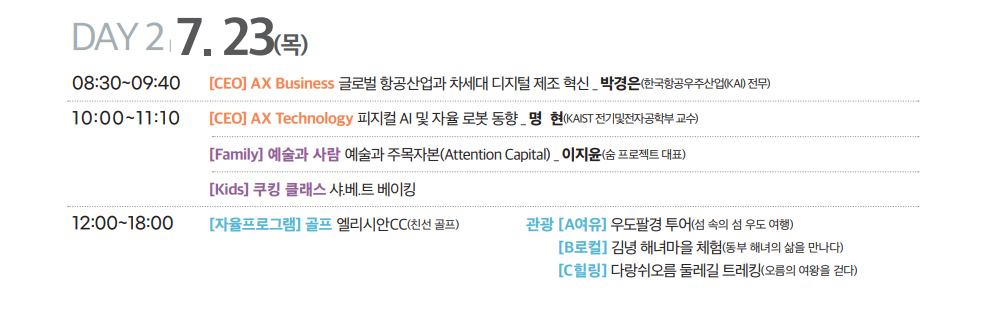 DAY 2 7. 23(목)
08:30~09:40 [CEO] AX Business 글로벌 항공산업과 차세대 디지털 제조 혁신 _ 박경은(한국항공우주산업(KAI) 전무)
10:00~11:10 [CEO] AX Technology 피지컬 AI 및 자율 로봇 동향 _ 명 현(KAIST 전기및전자공학부 교수)
[Family] 예술과 사람 예술과 주목자본(Attention Capital) _ 이지윤(숨 프로젝트 대표)
[Kids] 쿠킹 클래스 샤.베.트 베이킹
12:00~18:00 [자율프로그램] 골프 엘리시안CC(친선 골프) 관광 [A여유] 우도팔경 투어(섬 속의 섬 우도 여행)
[B로컬] 김녕 해녀마을 체험(동부 해녀의 삶을 만나다)
[C힐링] 다랑쉬오름 둘레길 트레킹(오름의 여왕을 걷다)